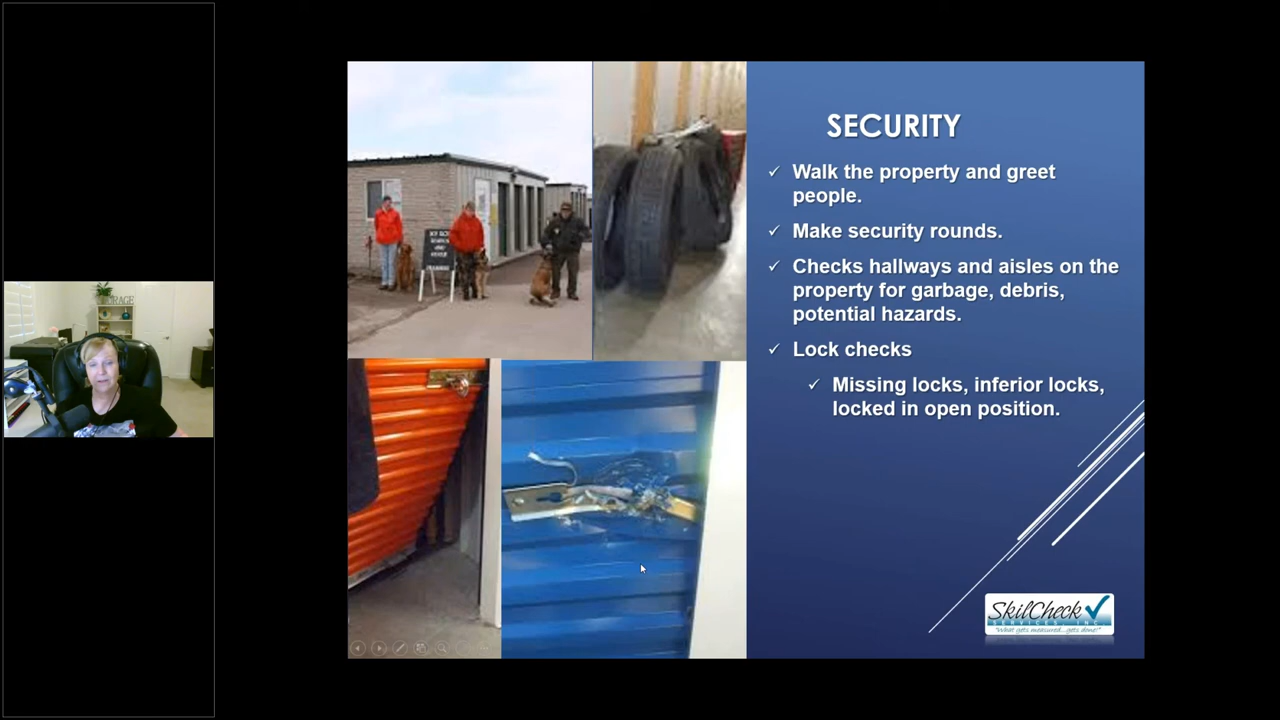 SECURITY
Walk the property and greet
people.
Make security rounds.
Checks hallways and aisles on the
property for garbage, debris,
potential hazards.
Lock checks
Missing locks, inferior locks,
locked in open position.
SkilCheck
SERVICES, INC
"What gets measured...gets done!"